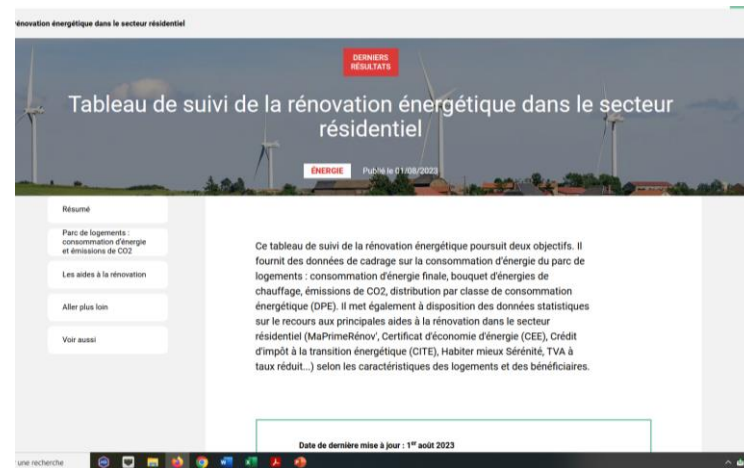 rénovation énergétique dans le secteur résidentiel
DERNIERS
RÉSULTATS
Tableau de suivi de la rénovation énergétique dans le secteur
résidentiel
ÉNERGIE Publié le 01/08/2023
Résumé
Parc de logements :
consommation d'énergie
et émissions de CO2
Les aides à la rénovation
Aller plus loin
Voir aussi
Ce tableau de suivi de la rénovation énergétique poursuit deux objectifs. Il
fournit des données de cadrage sur la consommation d'énergie du parc de
logements : consommation d'énergie finale, bouquet d'énergies de
chauffage, émissions de CO2, distribution par classe de consommation
énergétique (DPE). Il met également à disposition des données statistiques
sur le recours aux principales aides à la rénovation dans le secteur
résidentiel (MaPrimeRénov', Certificat d'économie d'énergie (CEE), Crédit
d'impôt à la transition énergétique (CITE), Habiter mieux Sérénité, TVA à
taux réduit...) selon les caractéristiques des logements et des bénéficiaires.
Date de dernière mise à jour : 1er août 2023
une recherche